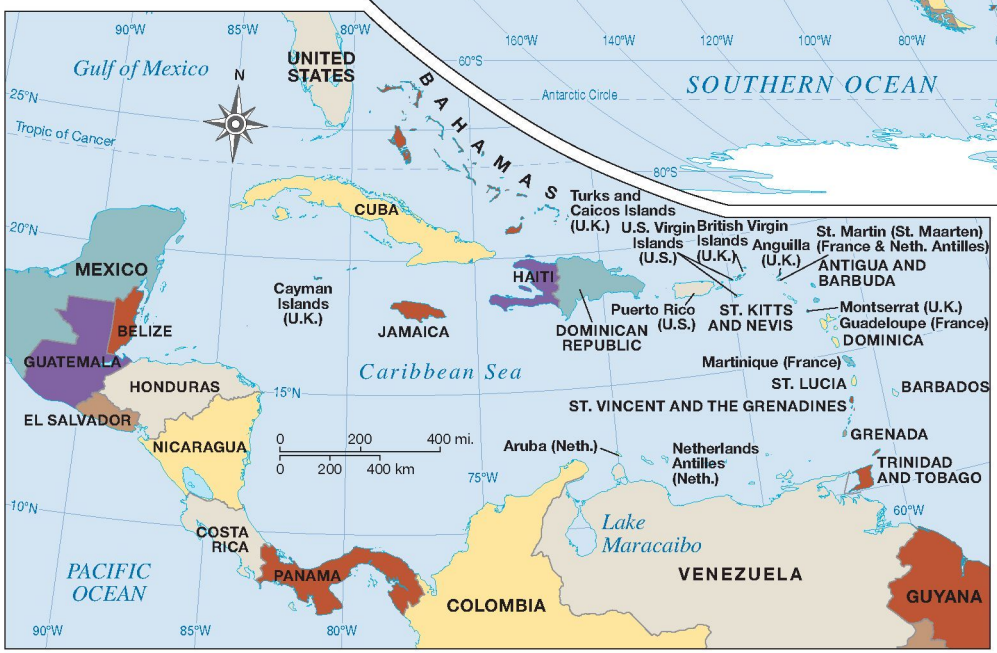 90°W
85°W
80°W
160°W
140°W
120°W
100°W
80°W
60°S
Antarctic Circle
SOUTHERN OCEAN
80°S
Gulf of Mexico
UNITED
STATES
N
BAHAMAS
25°N
Tropic of Cancer
CUBA
20°N
Turks and
Caicos Islands
(U.K.)
U.S. Virgin
Islands
(U.S.)
British Virgin
Islands
(U.K.)
Anguilla
(U.K.)
St. Martin (St. Maarten)
(France & Neth. Antilles)
ANTIGUA AND
BARBUDA
MEXICO
Cayman
Islands
(U.K.)
HAITI
Puerto Rico
(U.S.)
ST. KITTS
AND NEVIS
Montserrat (U.K.)
Guadeloupe (France)
DOMINICA
BELIZE
JAMAICA
DOMINICAN
REPUBLIC
GUATEMALA
Caribbean Sea
Martinique (France)
HONDURAS
15°N
ST. LUCIA
BARBADOS
EL SALVADOR
ST. VINCENT AND THE GRENADINES
NICARAGUA
0 200 400 mi.
0 200 400 km
GRENADA
Aruba (Neth.)
Netherlands
Antilles
(Neth.)
75°W
TRINIDAD
AND TOBAGO
60°W
10°N
COSTA
RICA
Lake
Maracaibo
PACIFIC
OCEAN
PANAMA
VENEZUELA
COLOMBIA
GUYANA
90°W
85°W
80°W